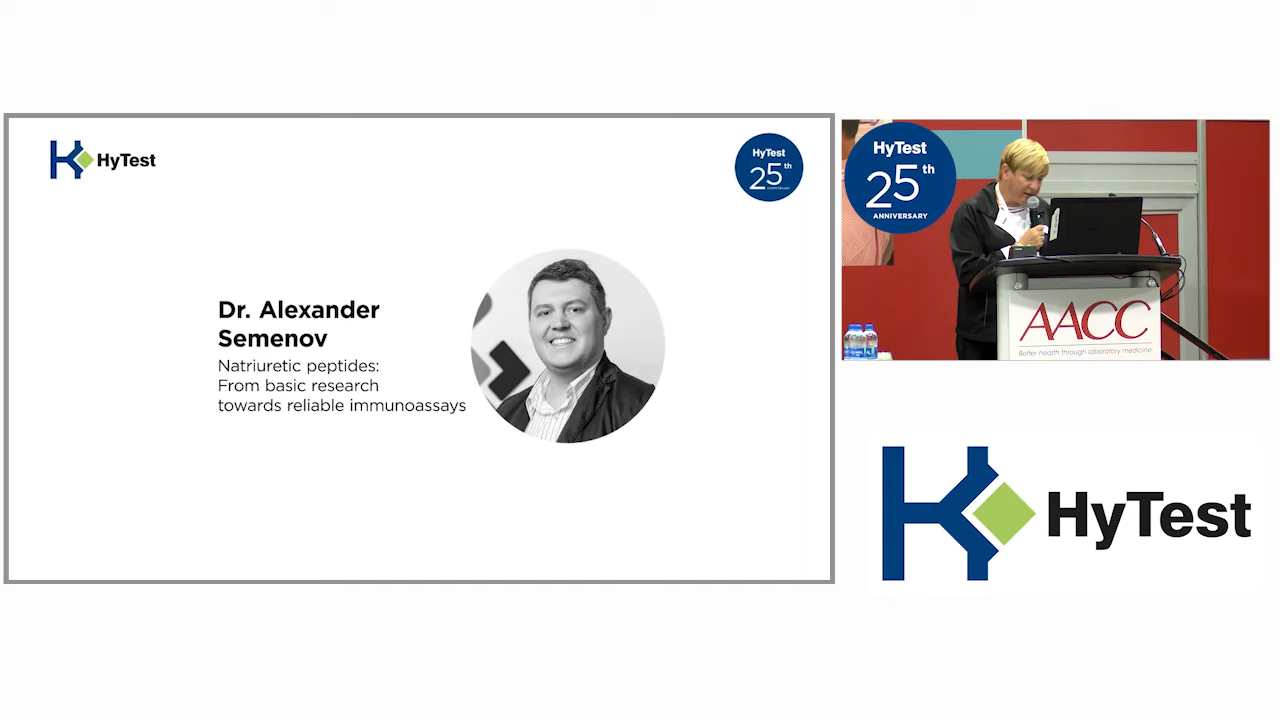 HyTest
HyTest
25th
ANNIVERSARY
Dr. Alexander
Semenov
Natriuretic peptides:
From basic research
towards reliable immunoassays
HyTest
25th
ANNIVERSARY
AACC
Better health through laboratory medicine
HyTest